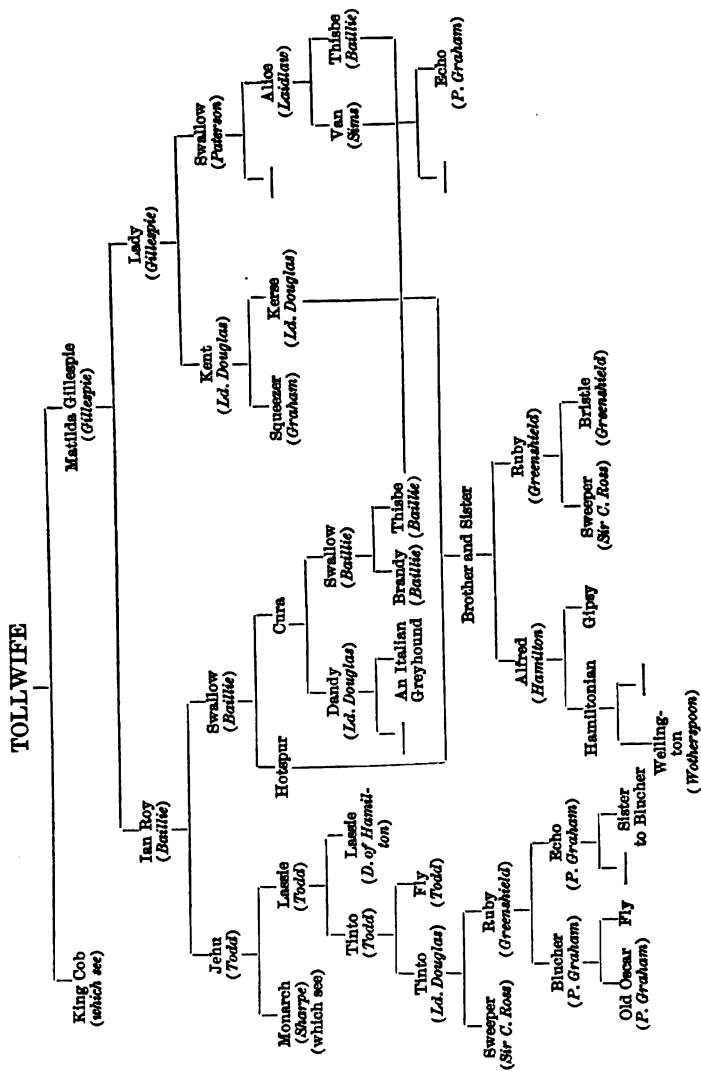 TOLLWIFE
King Cob
(which see)
Matilda Gillespie
(Gillespie)
Ian Roy
(Baillie)
Lady
(Gillespie)
Jehu
(Todd)
Swallow
(Baillie)
Kent
(Ld. Douglas)
Swallow
(Paterson)
Monarch
(Sharpe)
(which see)
Lassie
(Todd)
Hotspur
Cura
Squeezer
(Graham)
Kerse
(Ld. Douglas)
Alice
(Laidlaw)
Tinto
(Todd)
Lassie
(D. of Hamil-
ton)
Dandy
(Ld. Douglas)
Swallow
(Baillie)
Van
(Sims)
Thisbe
(Baillie)
Tinto
(Ld. Douglas)
Fly
(Todd)
An Italian
Greyhound
Brandy
(Baillie)
Thisbe
(Baillie)
Echo
(P. Graham)
Brother and Sister
Sweeper
(Sir C. Ross)
Ruby
(Greenshield)
Alfred
(Hamilton)
Ruby
(Greenshield)
Blucher
(P. Graham)
Echo
(P. Graham)
Hamiltonian
Gipsy
Sweeper
(Sir C. Ross)
Bristle
(Greenshield)
Old Oscar
(P. Graham)
Fly
Sister
to Blucher
Welling-
ton
(Wotherspoon)